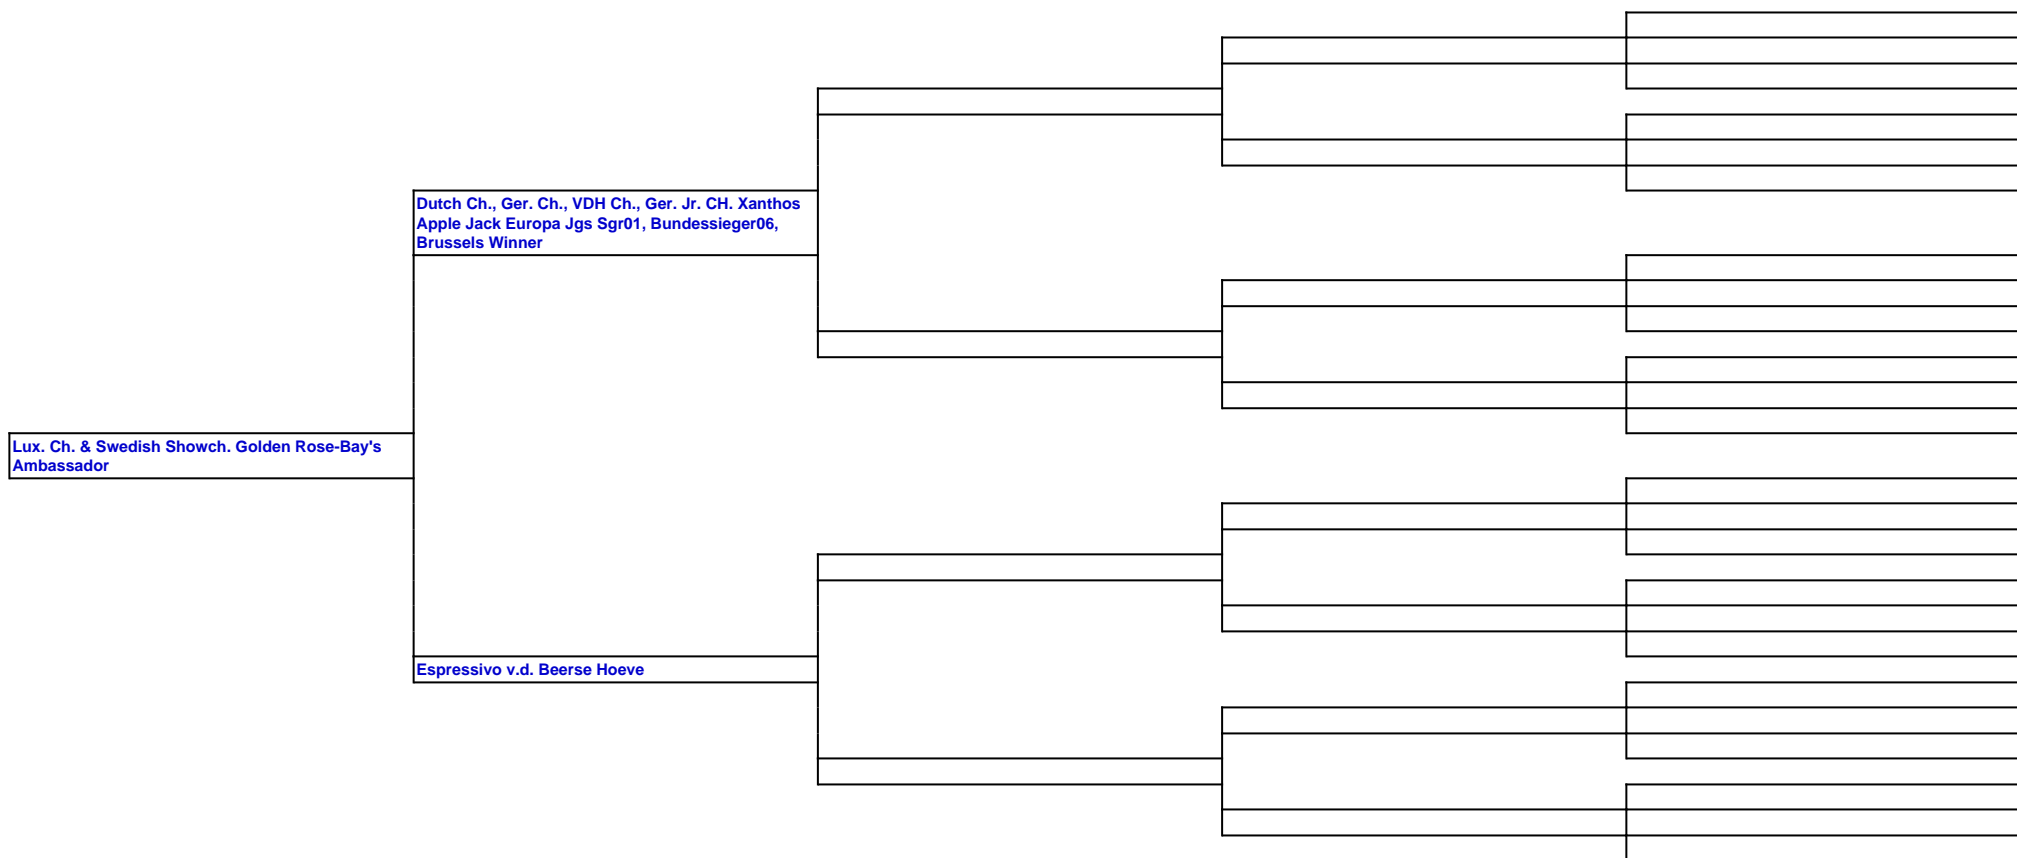 Dutch Ch., Ger. Ch., VDH Ch., Ger. Jr. CH. Xanthos
Apple Jack Europa Jgs Sgr01, Bundessieger06,
Brussels Winner
Lux. Ch. & Swedish Showch. Golden Rose-Bay's
Ambassador
Espressivo v.d. Beerse Hoeve